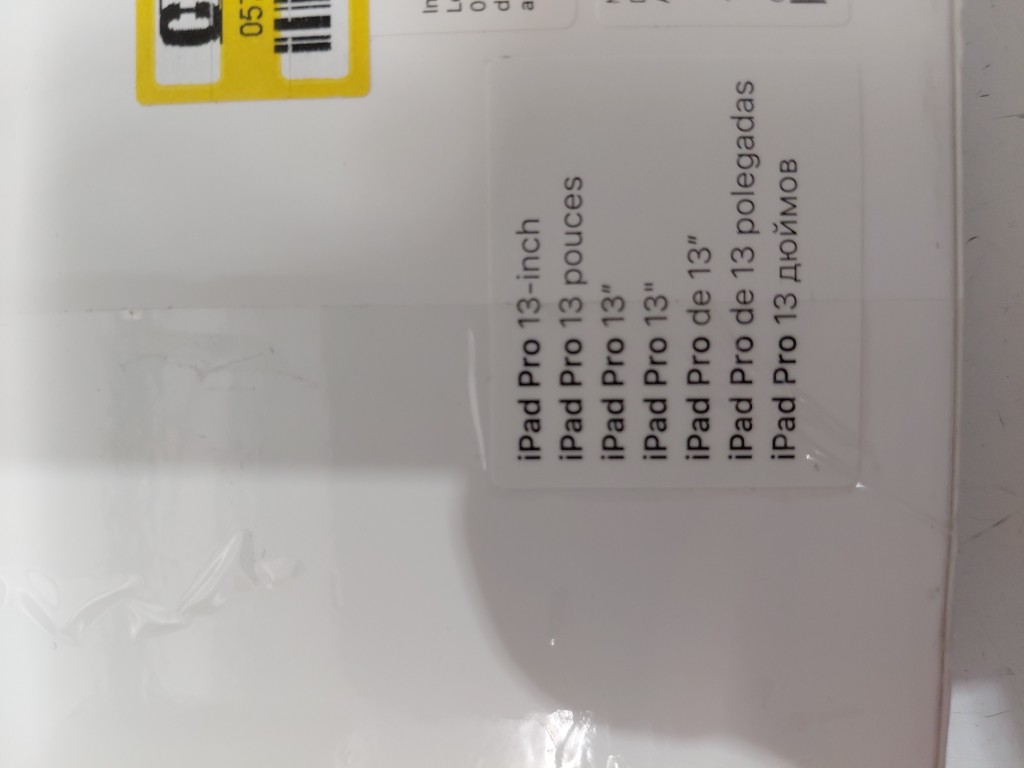 iPad Pro 13-inch
iPad Pro 13 pouces
iPad Pro 13″
iPad Pro 13"
iPad Pro de 13″
iPad Pro de 13 polegadas
iPad Pro 13 дюймов